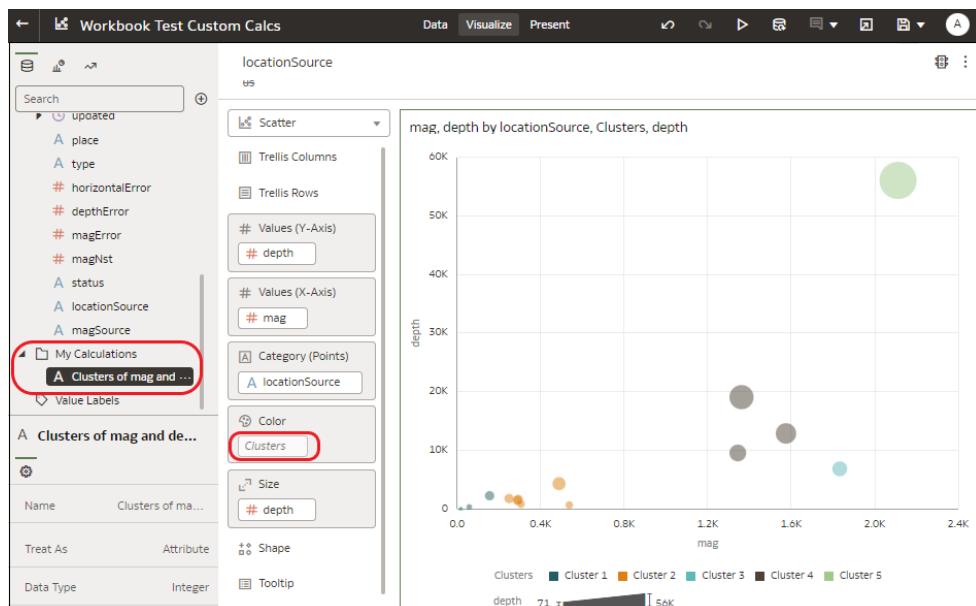 Workbook Test Custom Calcs
Data Visualize Present
A
Search
updated
A place
A type
# horizontalError
# depthError
# magError
# magNst
A status
A locationSource
A magSource
My Calculations
A Clusters of mag and ...
Value Labels
A Clusters of mag and de...
Name Clusters of ma...
Treat As Attribute
Data Type Integer
locationSource
us
Scatter
Trellis Columns
Trellis Rows
# Values (Y-Axis)
# depth
# Values (X-Axis)
# mag
A Category (Points)
A locationSource
Color
Clusters
Size
# depth
Shape
Tooltip
mag, depth by locationSource, Clusters, depth
60K
50K
40K
30K
20K
10K
0
depth
0.0 0.4K 0.8K 1.2K 1.6K 2.0K 2.4K
mag
Clusters Cluster 1 Cluster 2 Cluster 3 Cluster 4 Cluster 5
depth 71 56K